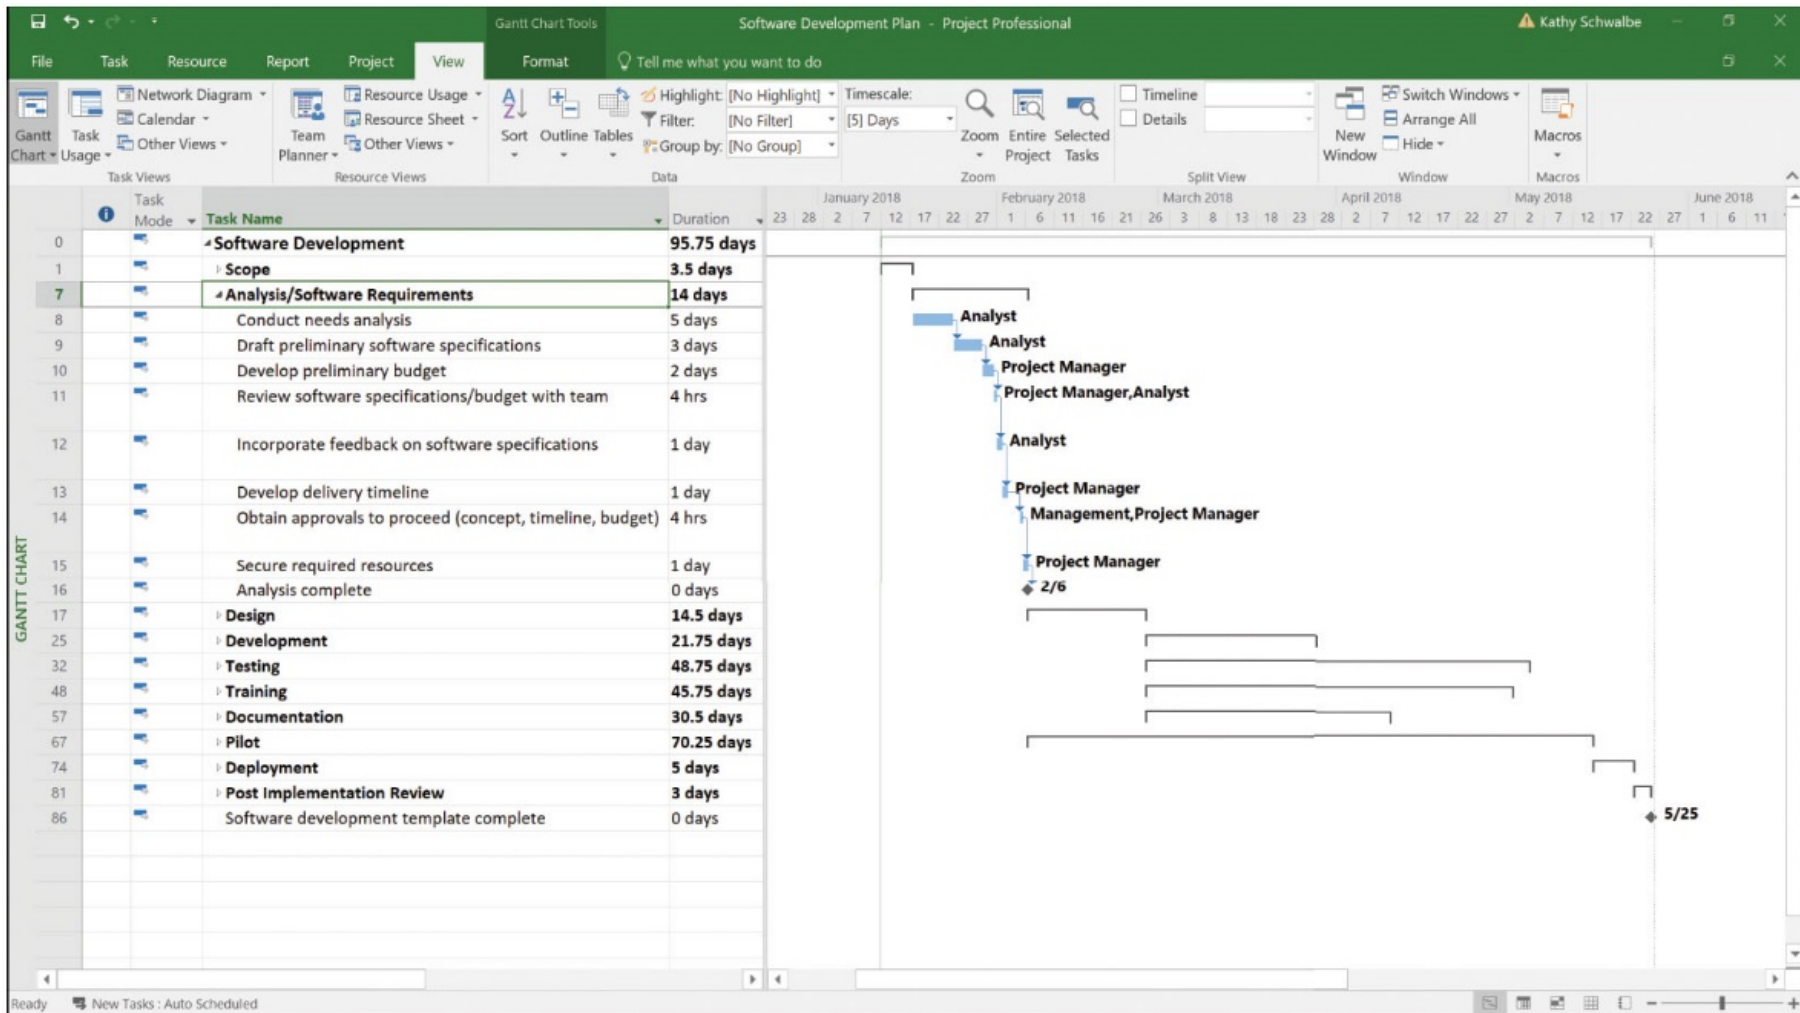 Gantt Chart Tools Software Development Plan - Project Professional Kathy Schwalbe
File Task Resource Report Project View Format Tell me what you want to do
Gantt Chart
Task Usage
Network Diagram
Calendar
Other Views
Task Views
Team Planner
Resource Usage
Resource Sheet
Other Views
Resource Views
Sort Outline Tables
Highlight: [No Highlight]
Filter: [No Filter]
Group by: [No Group]
Data
Timescale:
[5] Days
Zoom Entire Project Selected Tasks
Zoom
Timeline
Details
Split View
New Window
Switch Windows
Arrange All
Hide
Window
Macros
Macros
January 2018 February 2018 March 2018 April 2018 May 2018 June 2018
Task Mode Task Name Duration 23 28 2 7 12 17 22 27 1 6 11 16 21 26 3 8 13 18 23 28 2 7 12 17 22 27 2 7 12 17 22 27 1 6 11
0 Software Development 95.75 days
1 Scope 3.5 days
7 Analysis/Software Requirements 14 days
8 Conduct needs analysis 5 days Analyst
9 Draft preliminary software specifications 3 days Analyst
10 Develop preliminary budget 2 days Project Manager
11 Review software specifications/budget with team 4 hrs Project Manager,Analyst
12 Incorporate feedback on software specifications 1 day Analyst
13 Develop delivery timeline 1 day Project Manager
14 Obtain approvals to proceed (concept, timeline, budget) 4 hrs Management,Project Manager
15 Secure required resources 1 day Project Manager
16 Analysis complete 0 days 2/6
17 Design 14.5 days
25 Development 21.75 days
32 Testing 48.75 days
48 Training 45.75 days
57 Documentation 30.5 days
67 Pilot 70.25 days
74 Deployment 5 days
81 Post Implementation Review 3 days
86 Software development template complete 0 days 5/25
GANTT CHART
Ready New Tasks : Auto Scheduled